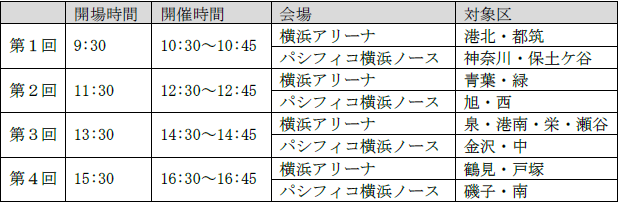 開場時間 開催時間 会場 対象区
第１回 9:30 10:30～10:45 横浜アリーナ 港北・都筑
パシフィコ横浜ノース 神奈川・保土ケ谷
第２回 11:30 12:30～12:45 横浜アリーナ 青葉・緑
パシフィコ横浜ノース 旭・西
第３回 13:30 14:30～14:45 横浜アリーナ 泉・港南・栄・瀬谷
パシフィコ横浜ノース 金沢・中
第４回 15:30 16:30～16:45 横浜アリーナ 鶴見・戸塚
パシフィコ横浜ノース 磯子・南